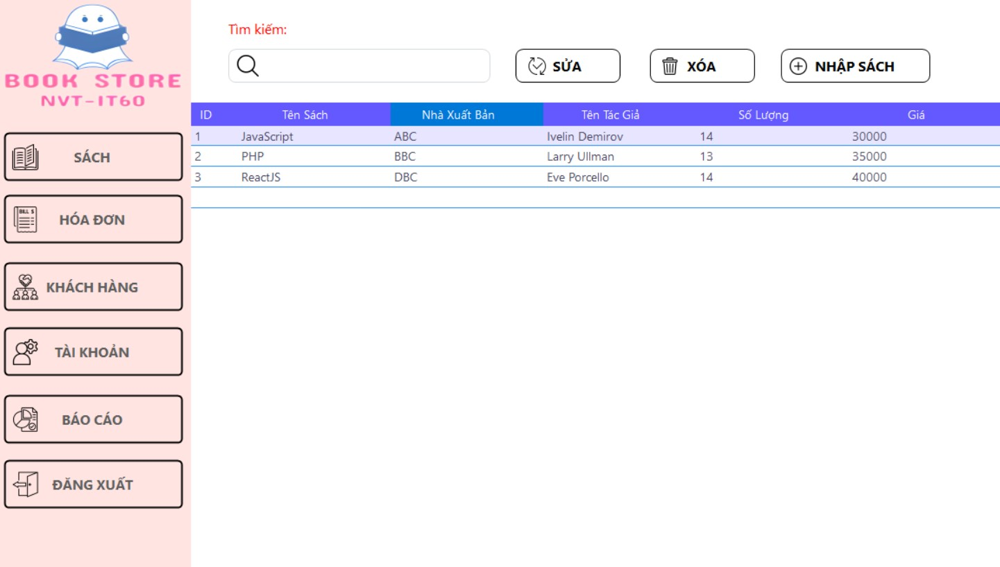 BOOK STORE
NVT-IT60
SÁCH
BILL $
HÓA ĐƠN
KHÁCH HÀNG
TÀI KHOẢN
BÁO CÁO
ĐĂNG XUẤT
Tìm kiếm:
SỬA
XÓA
NHẬP SÁCH
ID Tên Sách Nhà Xuất Bản Tên Tác Giả Số Lượng Giá
1 JavaScript ABC Ivelin Demirov 14 30000
2 PHP BBC Larry Ullman 13 35000
3 ReactJS DBC Eve Porcello 14 40000